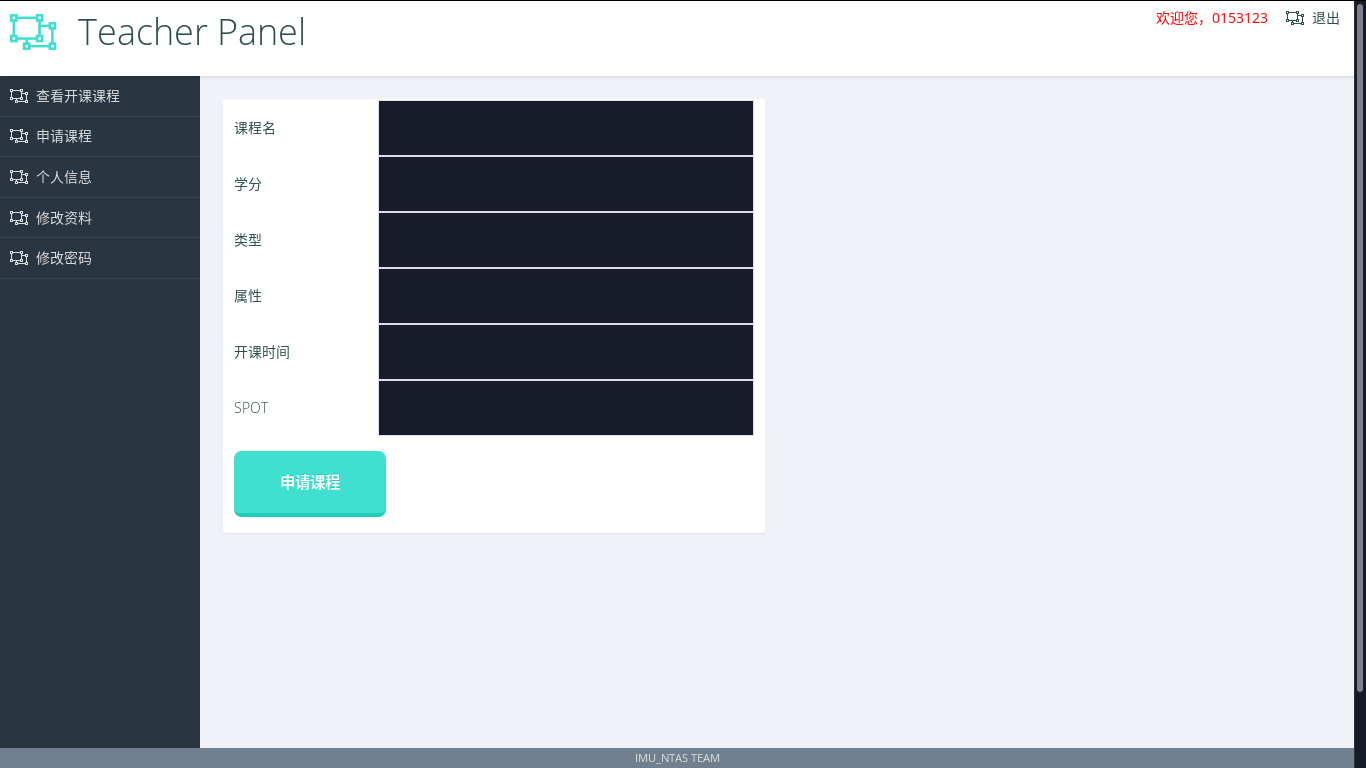 Teacher Panel
欢迎您，0153123
退出
查看开课课程
申请课程
个人信息
修改资料
修改密码
课程名
学分
类型
属性
开课时间
SPOT
申请课程
IMU_NTAS TEAM